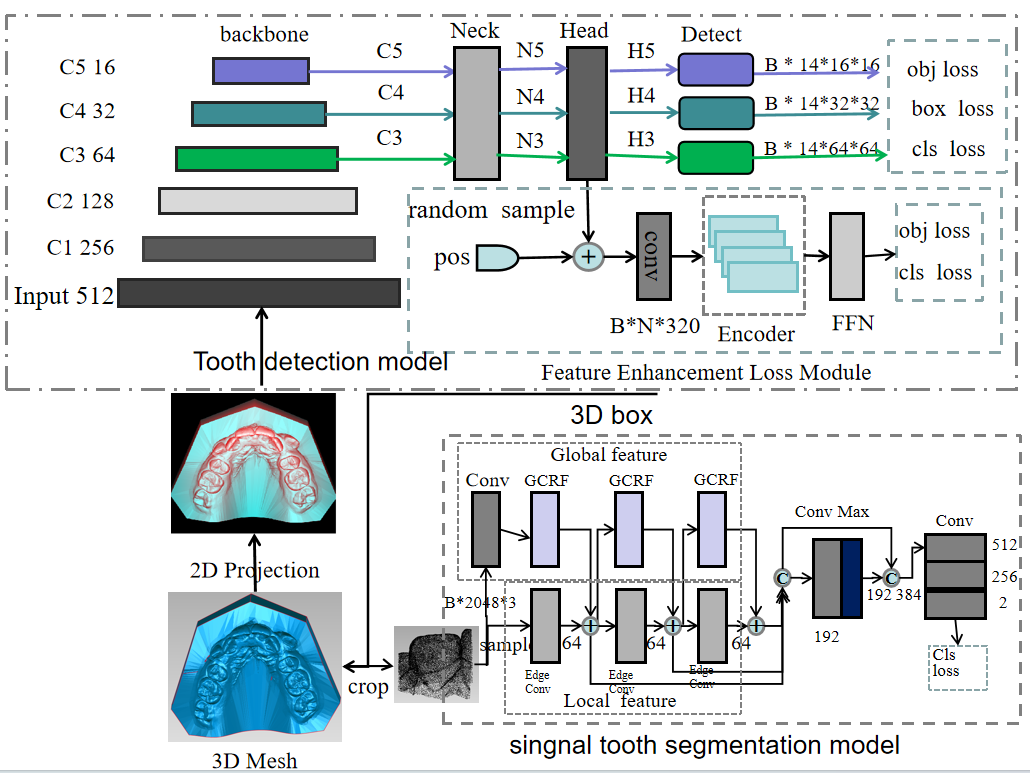 backbone
Neck
Head
Detect
C5 16
C5
N5
H5
B * 14*16*16
obj loss
C4 32
C4
N4
H4
B * 14*32*32
box loss
C3 64
C3
N3
H3
B * 14*64*64
cls loss
C2 128
random sample
C1 256
pos
+
conv
obj loss
cls loss
Input 512
B*N*320
Encoder
FFN
Tooth detection model
Feature Enhancement Loss Module
3D box
Global feature
Conv
GCRF
GCRF
GCRF
Conv Max
Conv
512
2D Projection
C
C
256
B*2048*3
192 384
2
sample
64
64
64
192
Cls
loss
crop
Edge
Conv
Edge
Conv
Edge
Conv
Local feature
singnal tooth segmentation model
3D Mesh